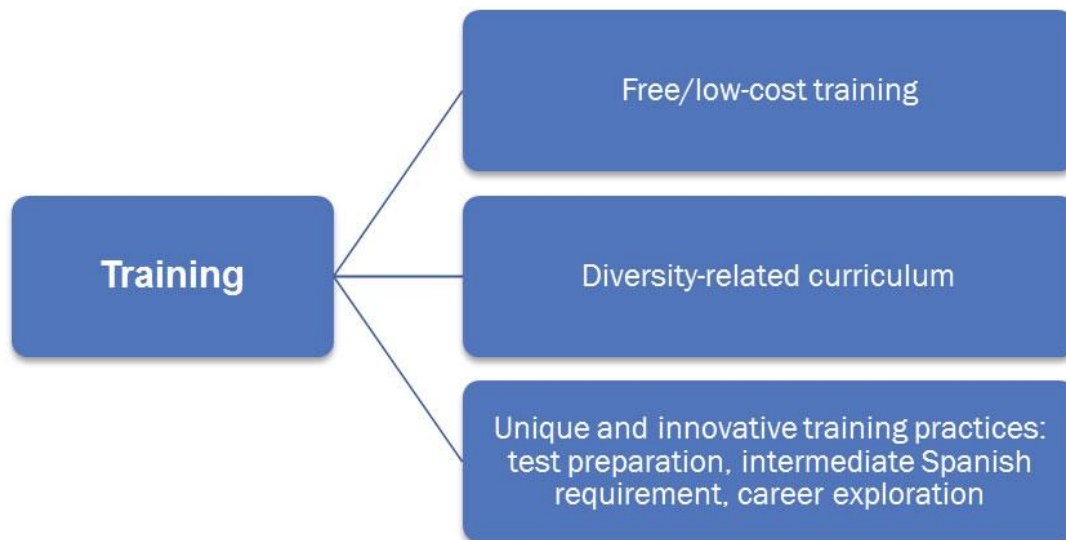 Training
Free/low-cost training
Diversity-related curriculum
Unique and innovative training practices:
test preparation, intermediate Spanish
requirement, career exploration